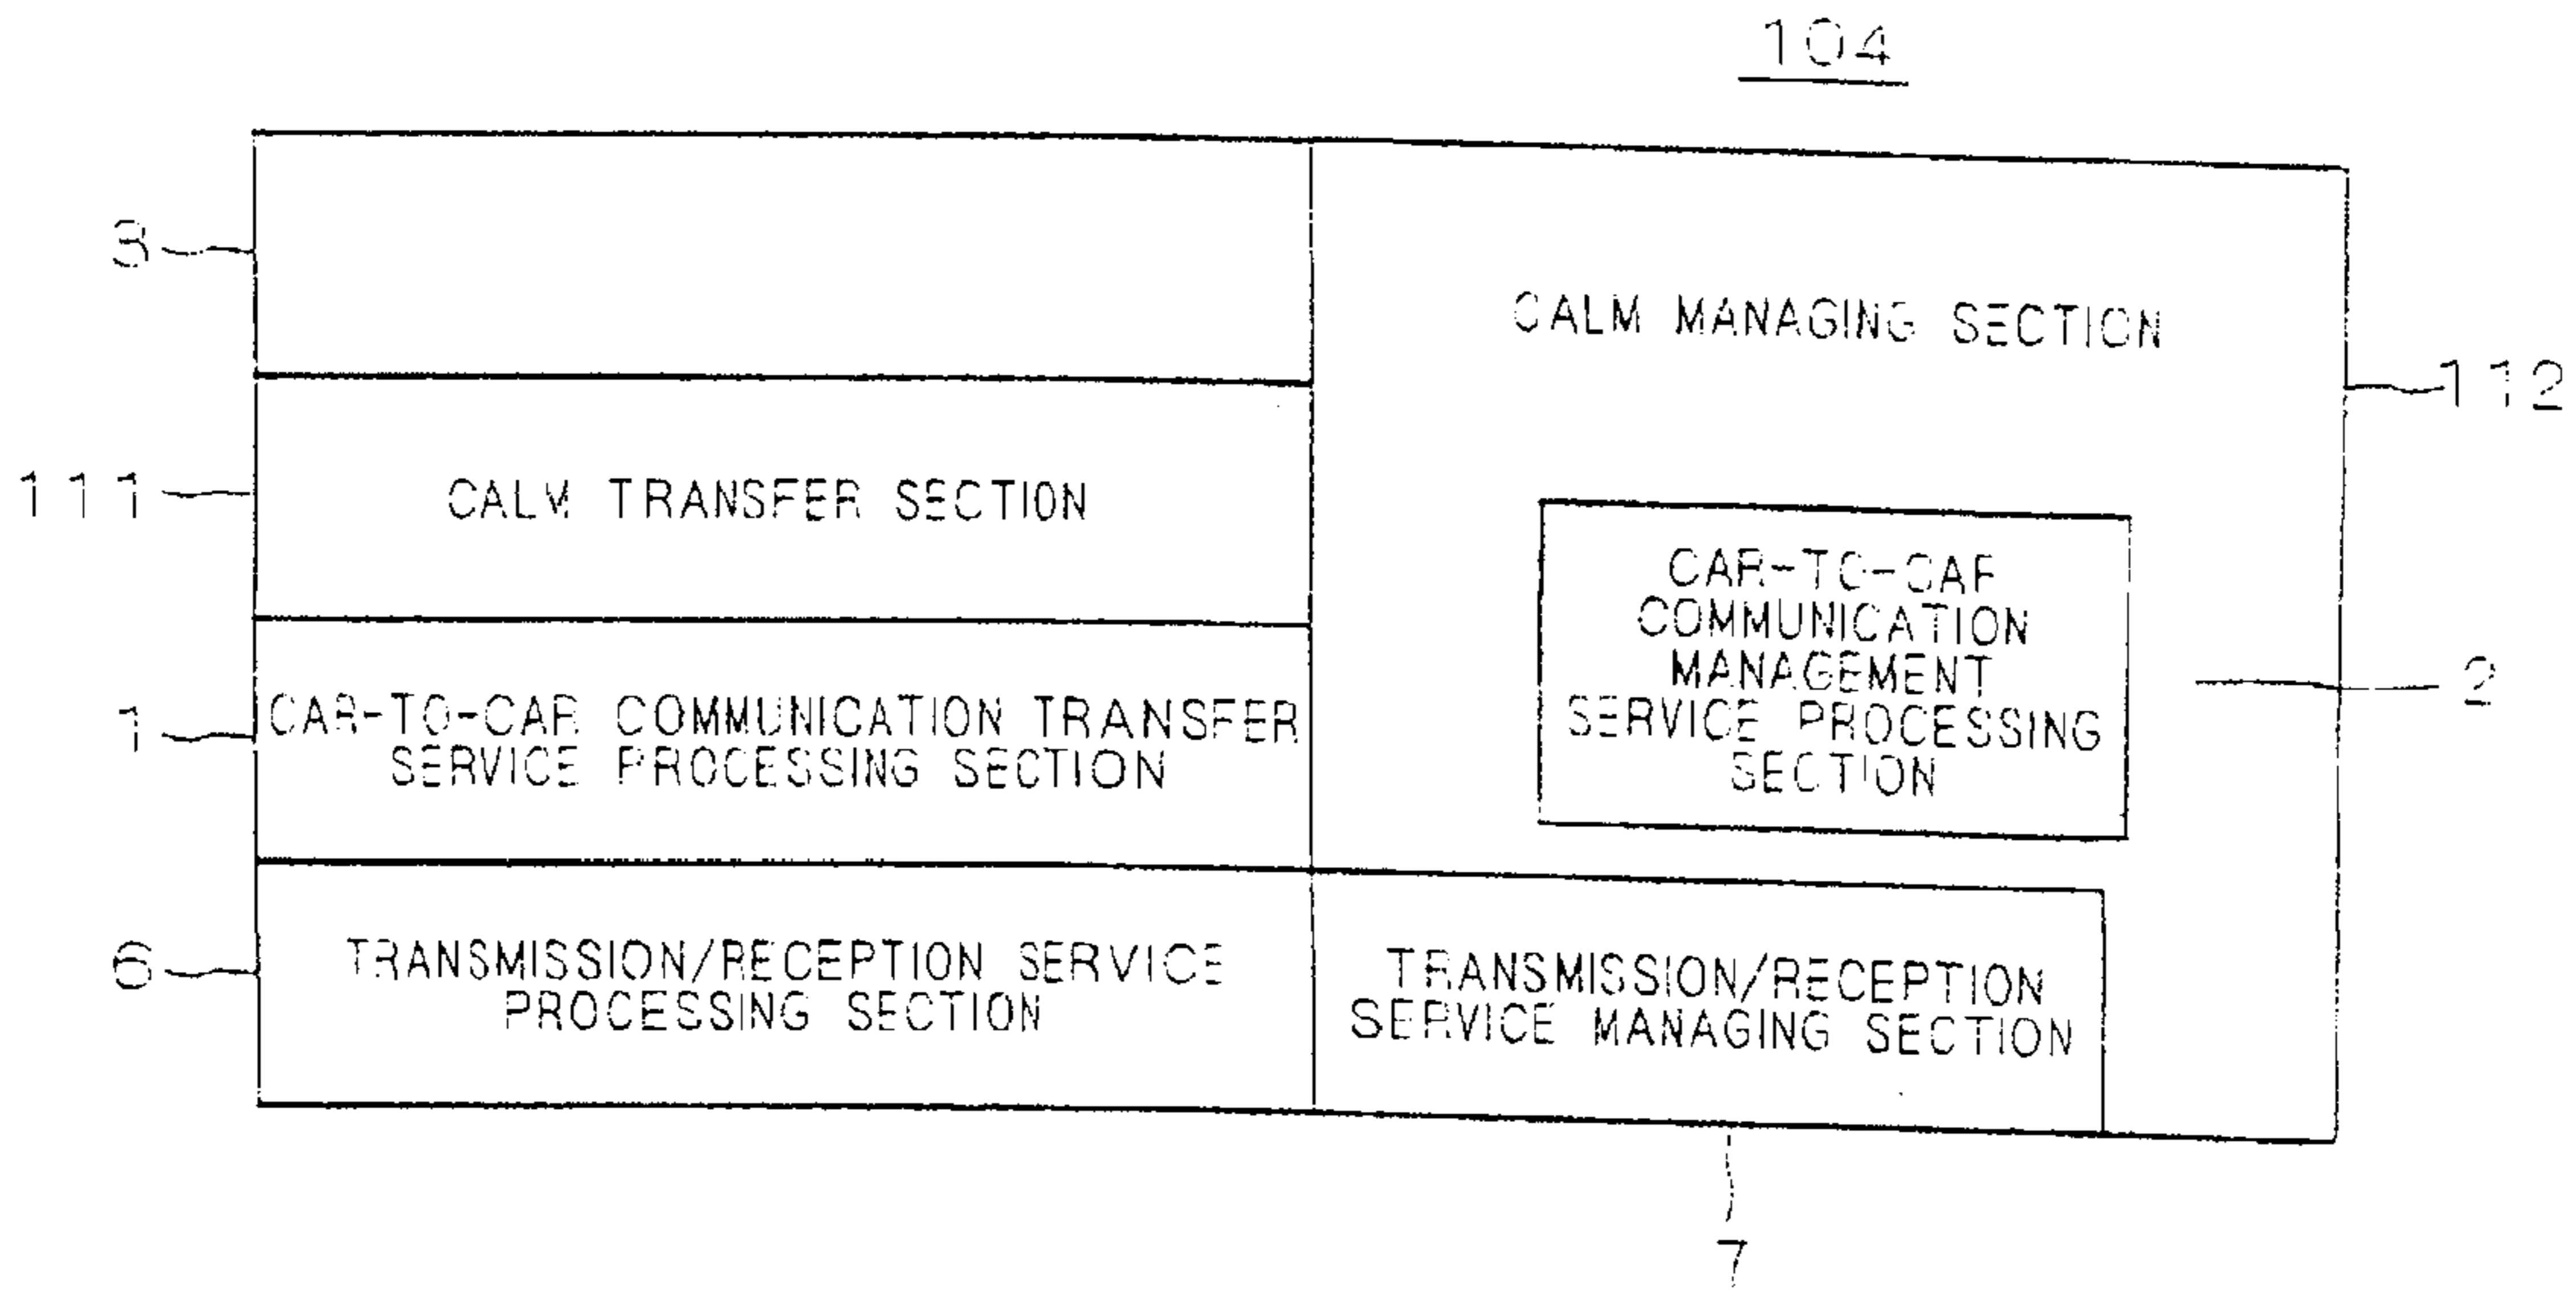 104
CALM MANAGING SECTION
112
111
CALM TRANSFER SECTION
CAR-TO-CAR
COMMUNICATION
MANAGEMENT
SERVICE PROCESSING
SECTION
2
1
CAR-TO-CAR COMMUNICATION TRANSFER
SERVICE PROCESSING SECTION
6
TRANSMISSION/RECEPTION SERVICE
PROCESSING SECTION
TRANSMISSION/RECEPTION
SERVICE MANAGING SECTION
7